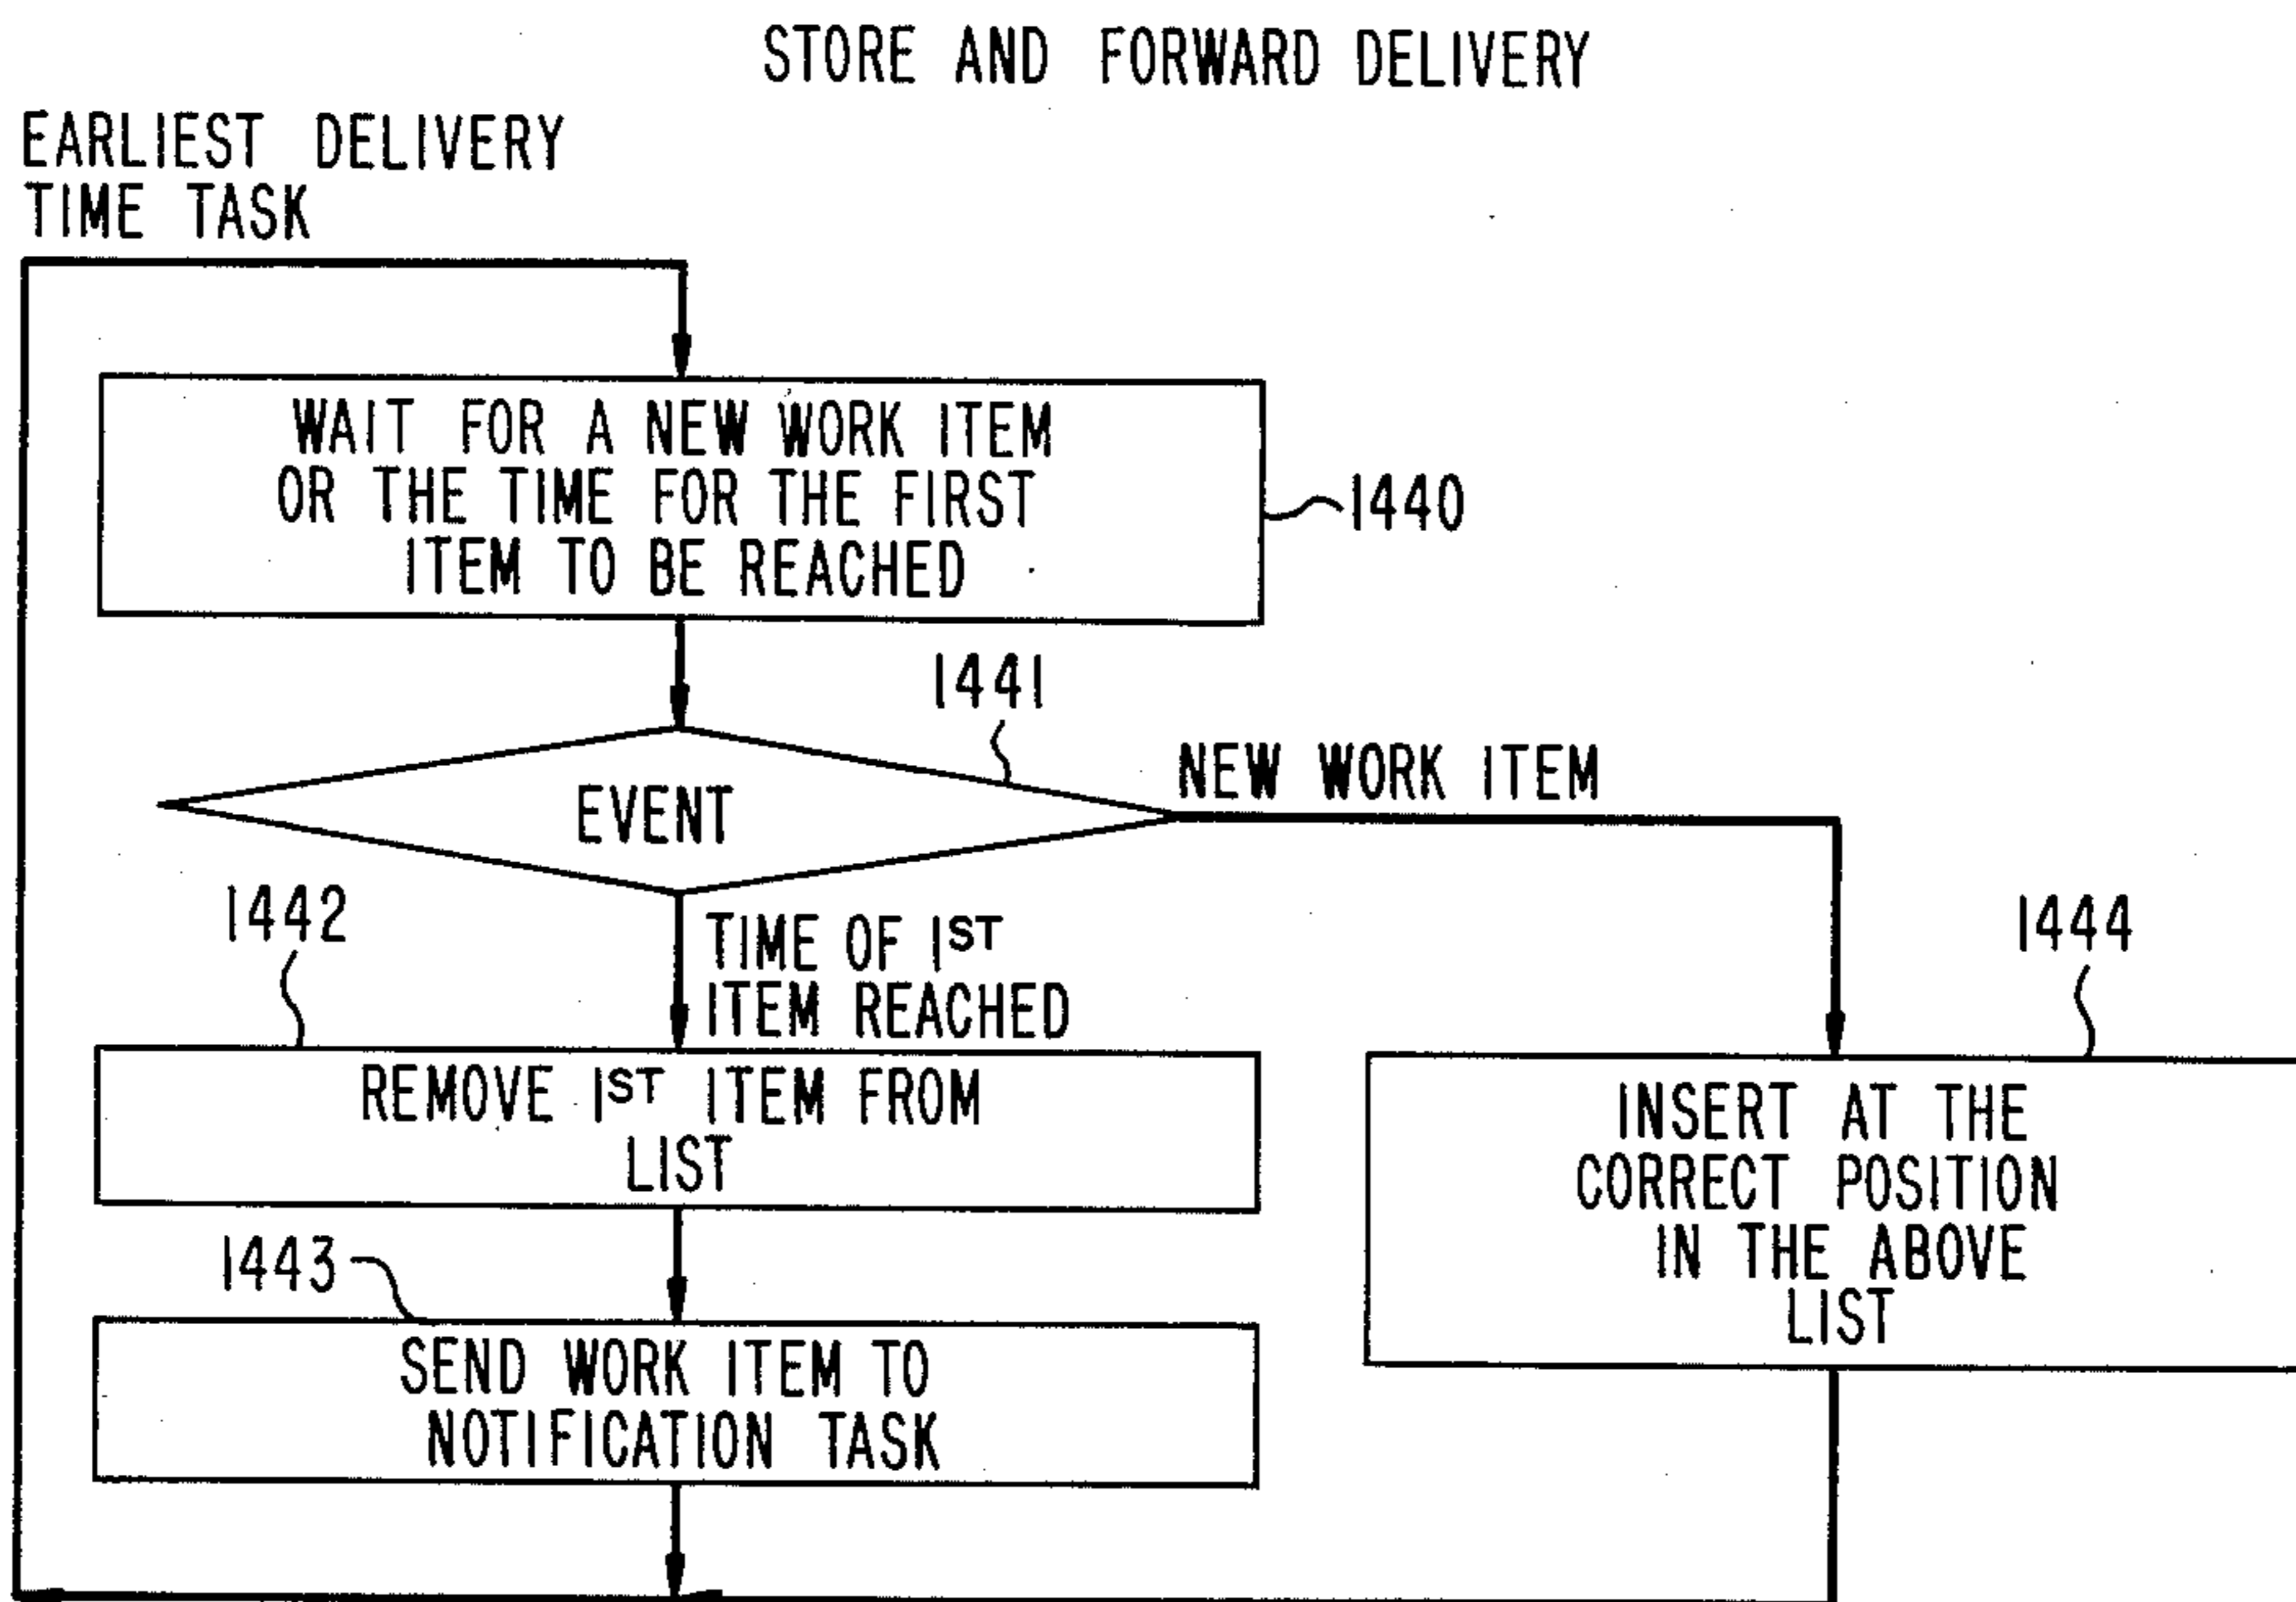 STORE AND FORWARD DELIVERY
EARLIEST DELIVERY
TIME TASK
WAIT FOR A NEW WORK ITEM
OR THE TIME FOR THE FIRST
ITEM TO BE REACHED
1440
1441
EVENT
NEW WORK ITEM
1442
TIME OF 1ST
ITEM REACHED
1444
REMOVE 1ST ITEM FROM
LIST
INSERT AT THE
CORRECT POSITION
IN THE ABOVE
LIST
1443
SEND WORK ITEM TO
NOTIFICATION TASK